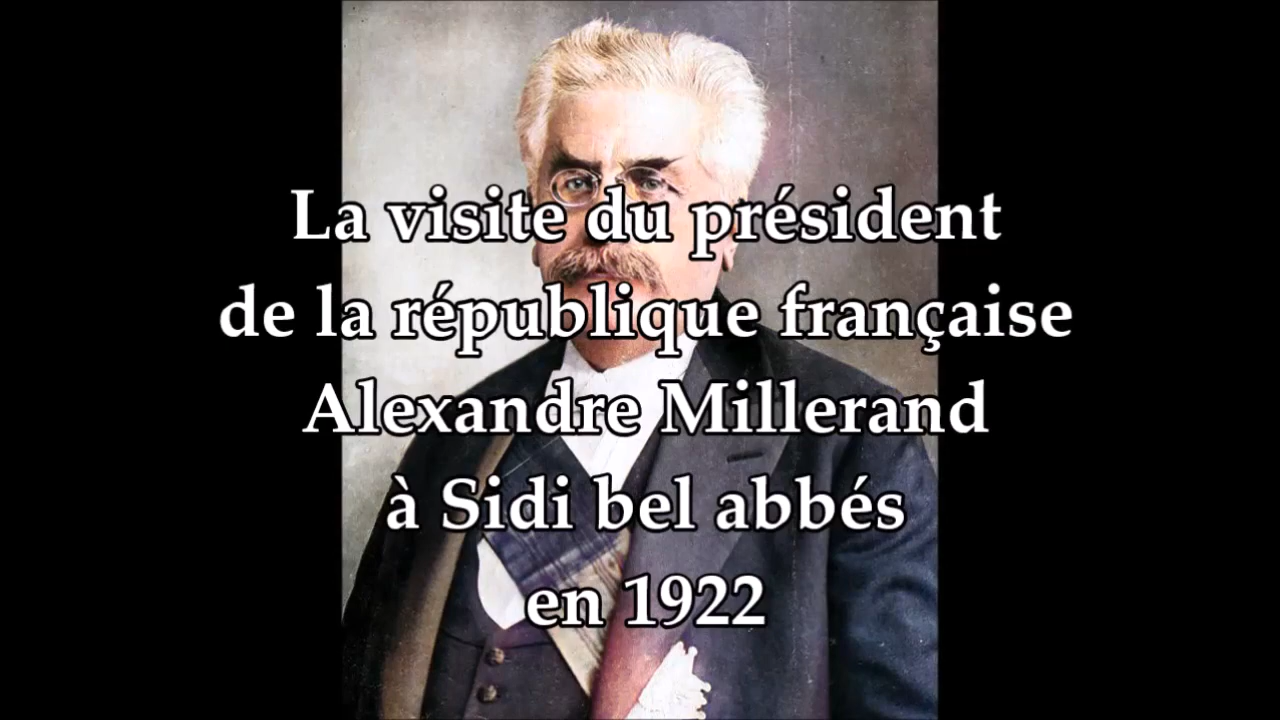 La visite du président
de la république française
Alexandre Millerand
à Sidi bel abbés
en 1922